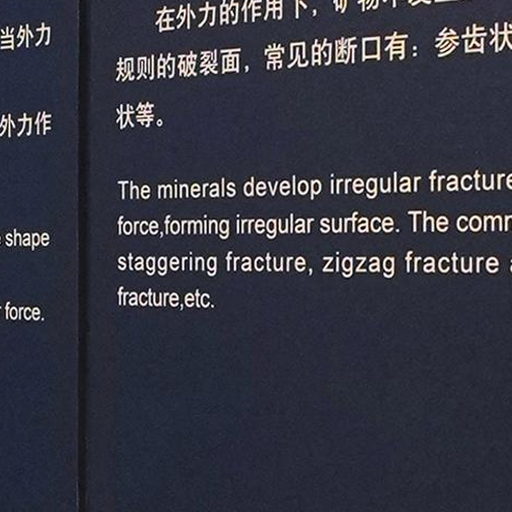 当外力
外力作
shape
force.
在外力的作用下，矿物
规则的破裂面，常见的断口有：参齿状
状等。
The minerals develop irregular fracture
force,forming irregular surface. The
staggering fracture, zigzag fracture
fracture,etc.